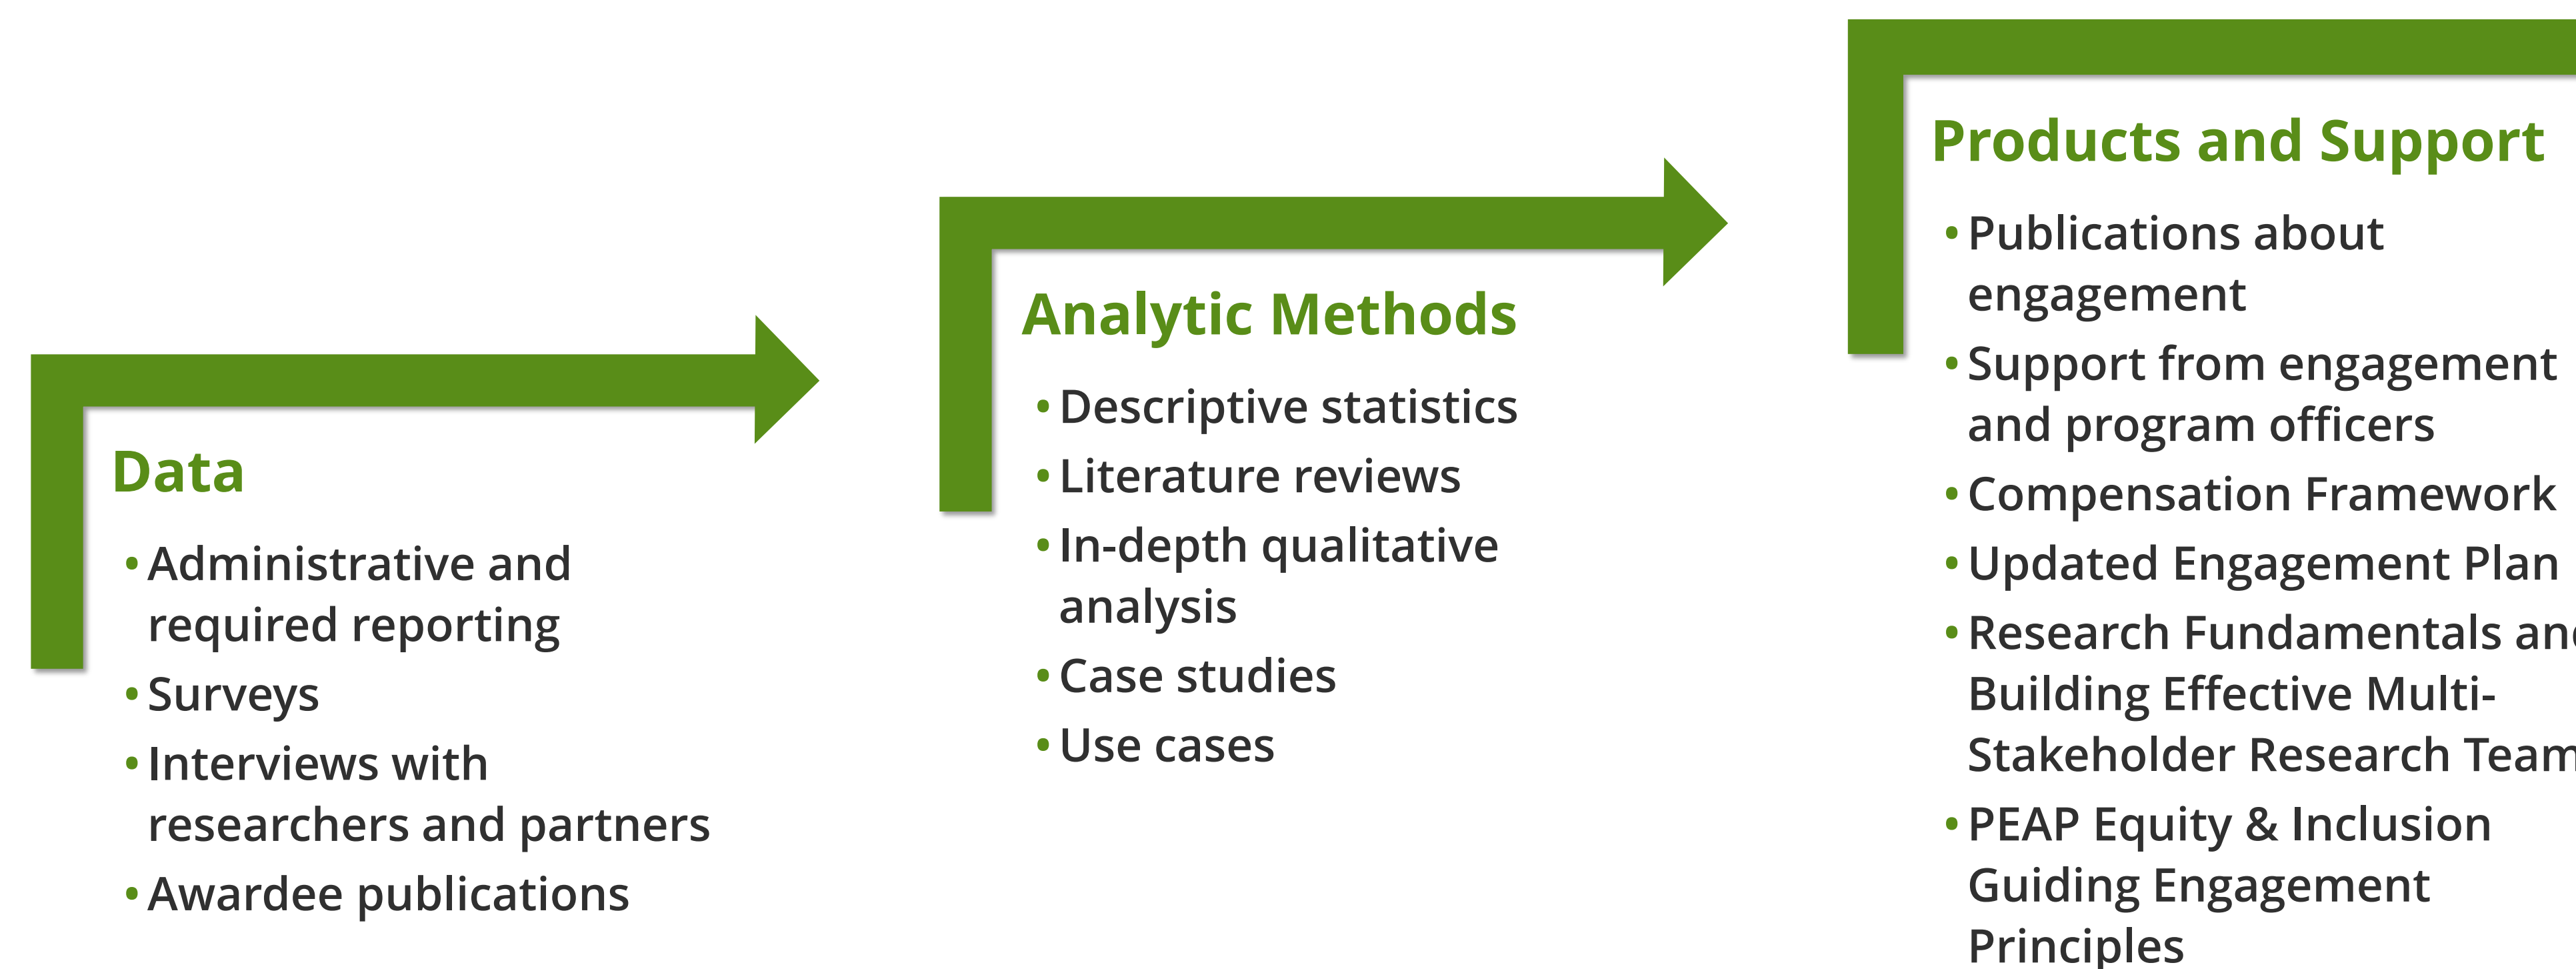 Data
• Administrative and
required reporting
• Surveys
• Interviews with
researchers and partners
• Awardee publications
Analytic Methods
• Descriptive statistics
• Literature reviews
• In-depth qualitative
analysis
• Case studies
• Use cases
Products and Support
• Publications about
engagement
• Support from engagement
and program officers
• Compensation Framework
• Updated Engagement Plan
• Research Fundamentals
Building Effective Multi-
Stakeholder Research
• PEAP Equity & Inclusion
Guiding Engagement
Principles